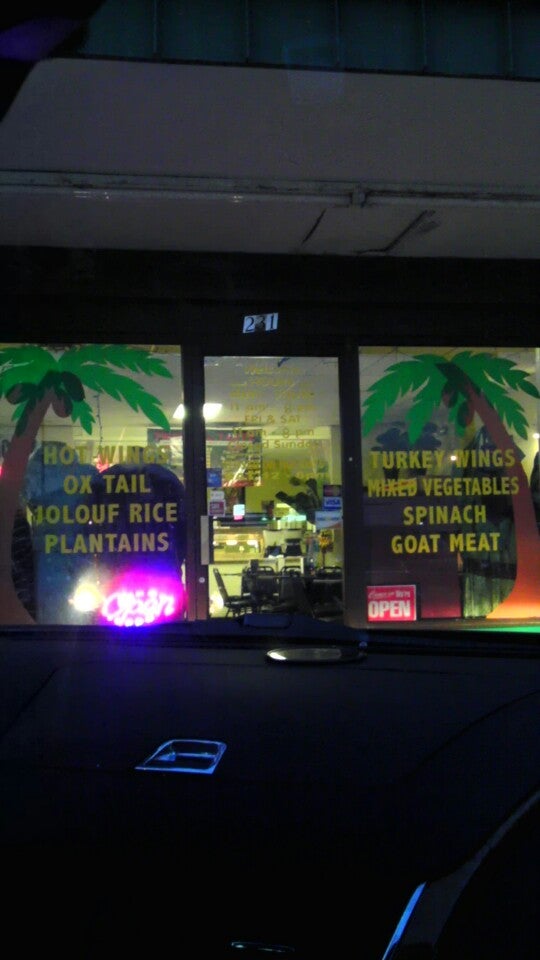 231
HOT WINGS
OX TAIL
JOLOUF RICE
PLANTAINS
open
FRI & SAT
pm
TURKEY WINGS
MIXED VEGETABLES
SPINACH
GOAT MEAT
OPEN